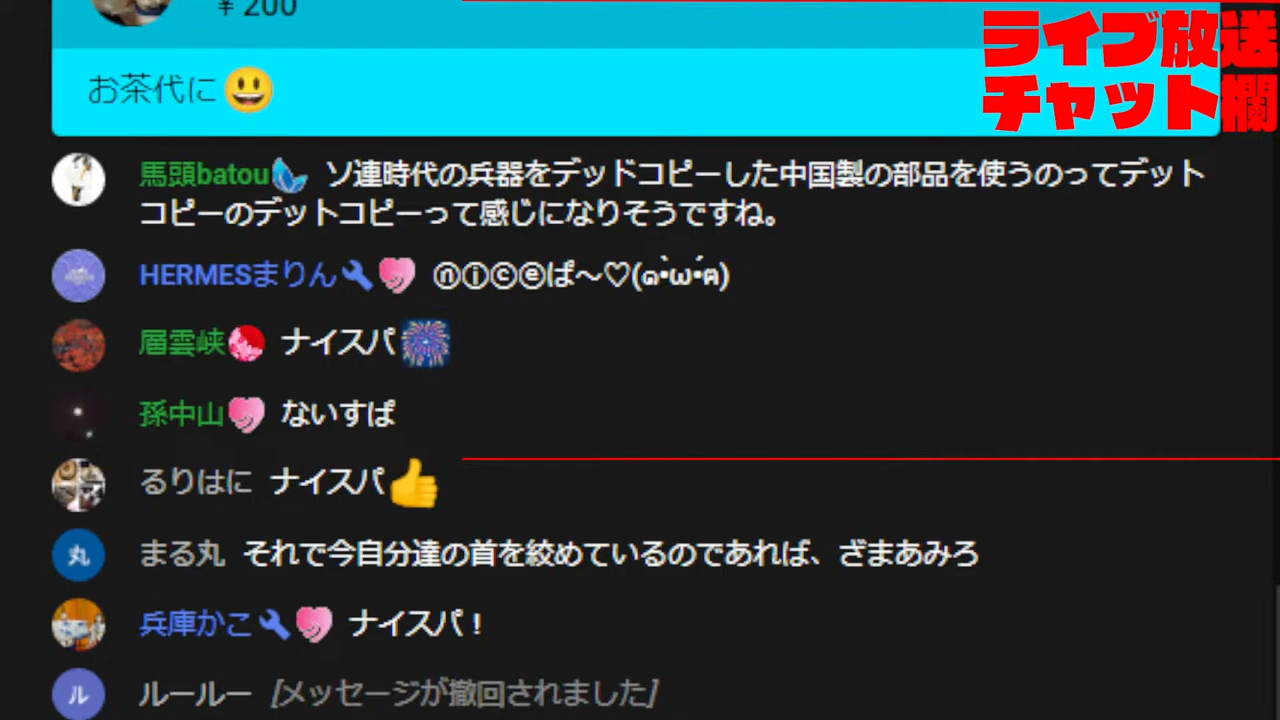 ¥ 200
ライブ放送
チャット欄
お茶代に😃
馬頭batou ソ連時代の兵器をデッドコピーした中国製の部品を使うのってデット
コピーのデットコピーって感じになりそうですね。
HERMESまりん ⓝⓘⓒⓔぱ〜♡(๑•̀ω•́ฅ)
層雲峡 ナイスパ🎆
孫中山 ないすぱ
るりはに ナイスパ👍
丸 まる丸 それで今自分達の首を絞めているのであれば、ざまあみろ
兵庫かこ ナイスパ！
ル ルールー [メッセージが撤回されました]